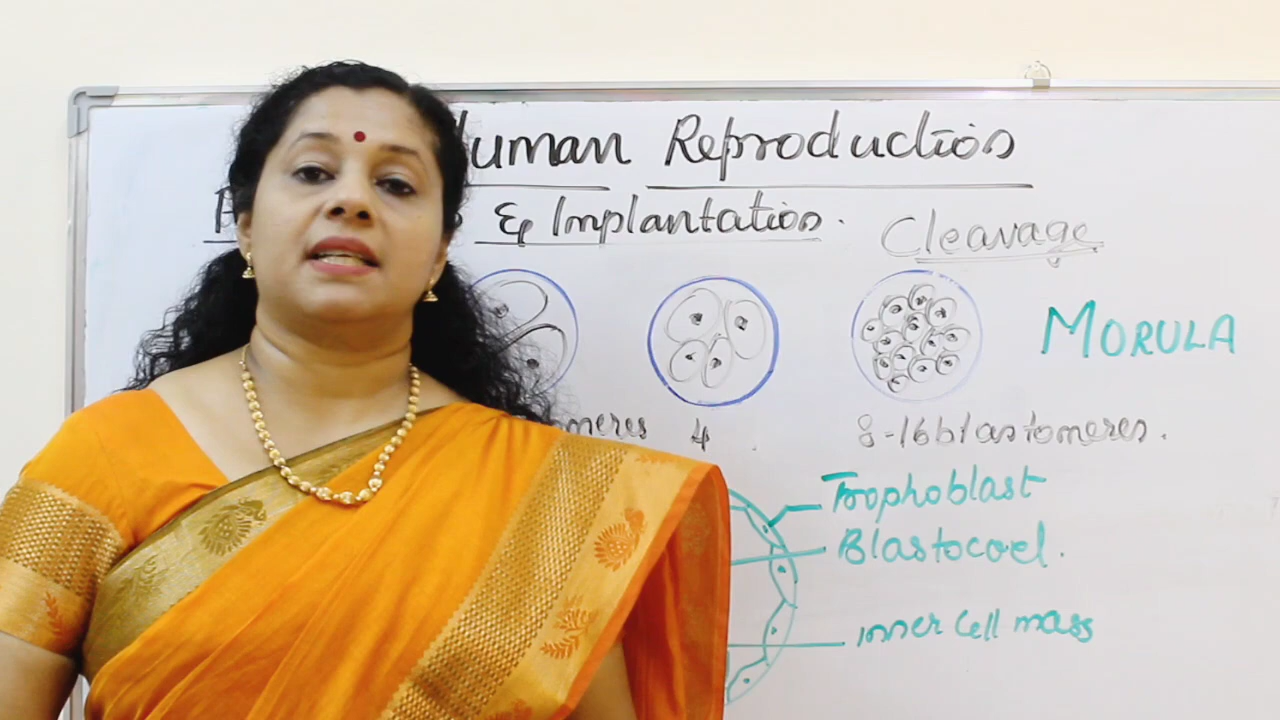 Human Reproduction
& Implantation.
Cleavage
MORULA
4
8-16 blastomeres.
Trophoblast
Blastocoel.
inner cell mass